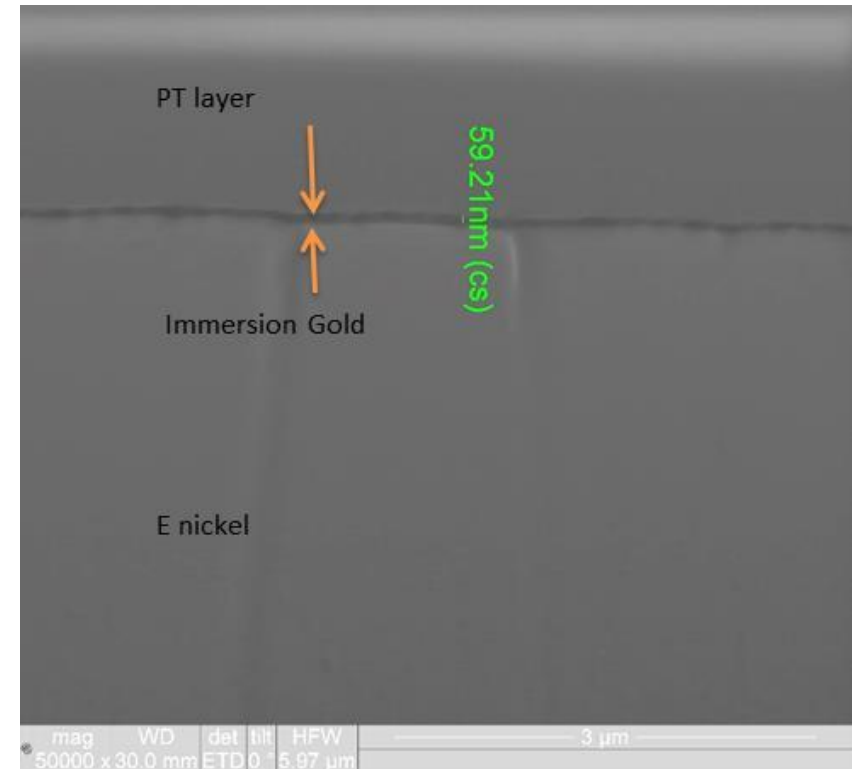 PT layer
59.21nm (cs)
Immersion Gold
E nickel
mag WD det tilt HFW 3 µm
50000 x 30.0 mm ETD 0 ° 5.97 µm